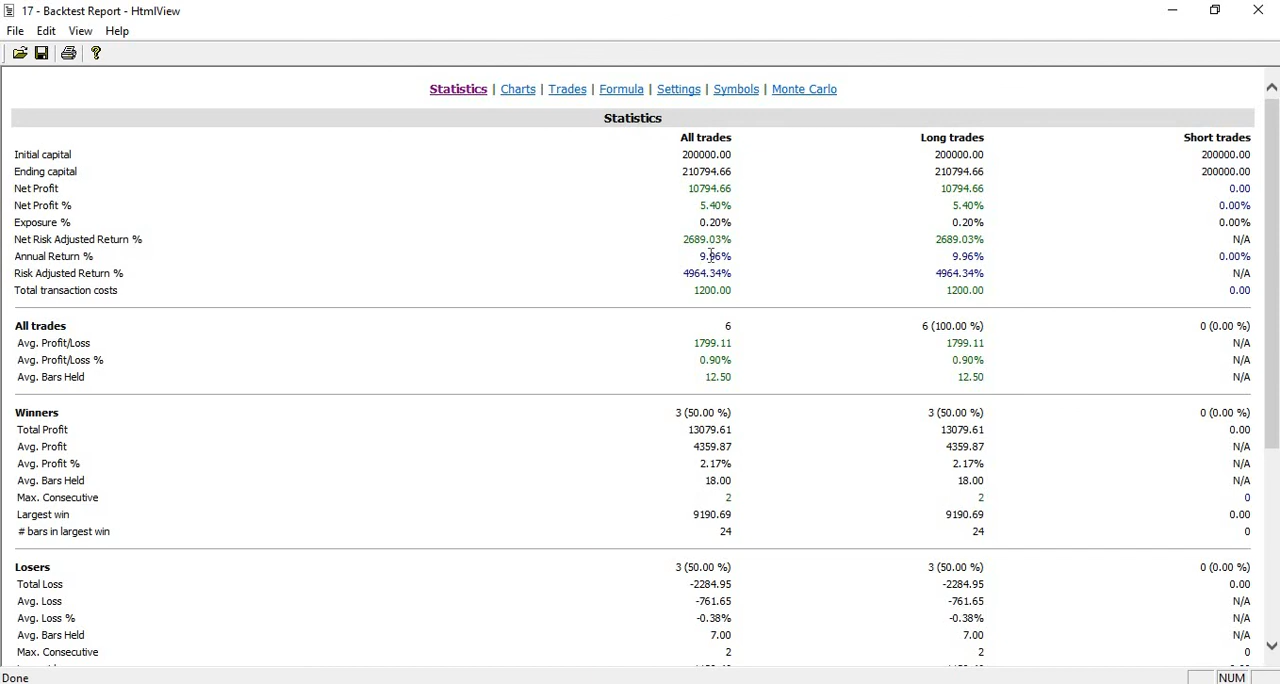 17 - Backtest Report - HtmlView
File Edit View Help
Statistics | Charts | Trades | Formula | Settings | Symbols | Monte Carlo
Statistics
All trades Long trades Short trades
Initial capital 200000.00 200000.00 200000.00
Ending capital 210794.66 210794.66 200000.00
Net Profit 10794.66 10794.66 0.00
Net Profit % 5.40% 5.40% 0.00%
Exposure % 0.20% 0.20% 0.00%
Net Risk Adjusted Return % 2689.03% 2689.03% N/A
Annual Return % 9.96% 9.96% 0.00%
Risk Adjusted Return % 4964.34% 4964.34% N/A
Total transaction costs 1200.00 1200.00 0.00
All trades 6 6 (100.00 %) 0 (0.00 %)
Avg. Profit/Loss 1799.11 1799.11 N/A
Avg. Profit/Loss % 0.90% 0.90% N/A
Avg. Bars Held 12.50 12.50 N/A
Winners 3 (50.00 %) 3 (50.00 %) 0 (0.00 %)
Total Profit 13079.61 13079.61 0.00
Avg. Profit 4359.87 4359.87 N/A
Avg. Profit % 2.17% 2.17% N/A
Avg. Bars Held 18.00 18.00 N/A
Max. Consecutive 2 2 0
Largest win 9190.69 9190.69 0.00
# bars in largest win 24 24 0
Losers 3 (50.00 %) 3 (50.00 %) 0 (0.00 %)
Total Loss -2284.95 -2284.95 0.00
Avg. Loss -761.65 -761.65 N/A
Avg. Loss % -0.38% -0.38% N/A
Avg. Bars Held 7.00 7.00 N/A
Max. Consecutive 2 2 0
Done NUM